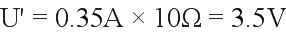 U' = 0.35A × 10Ω = 3.5V